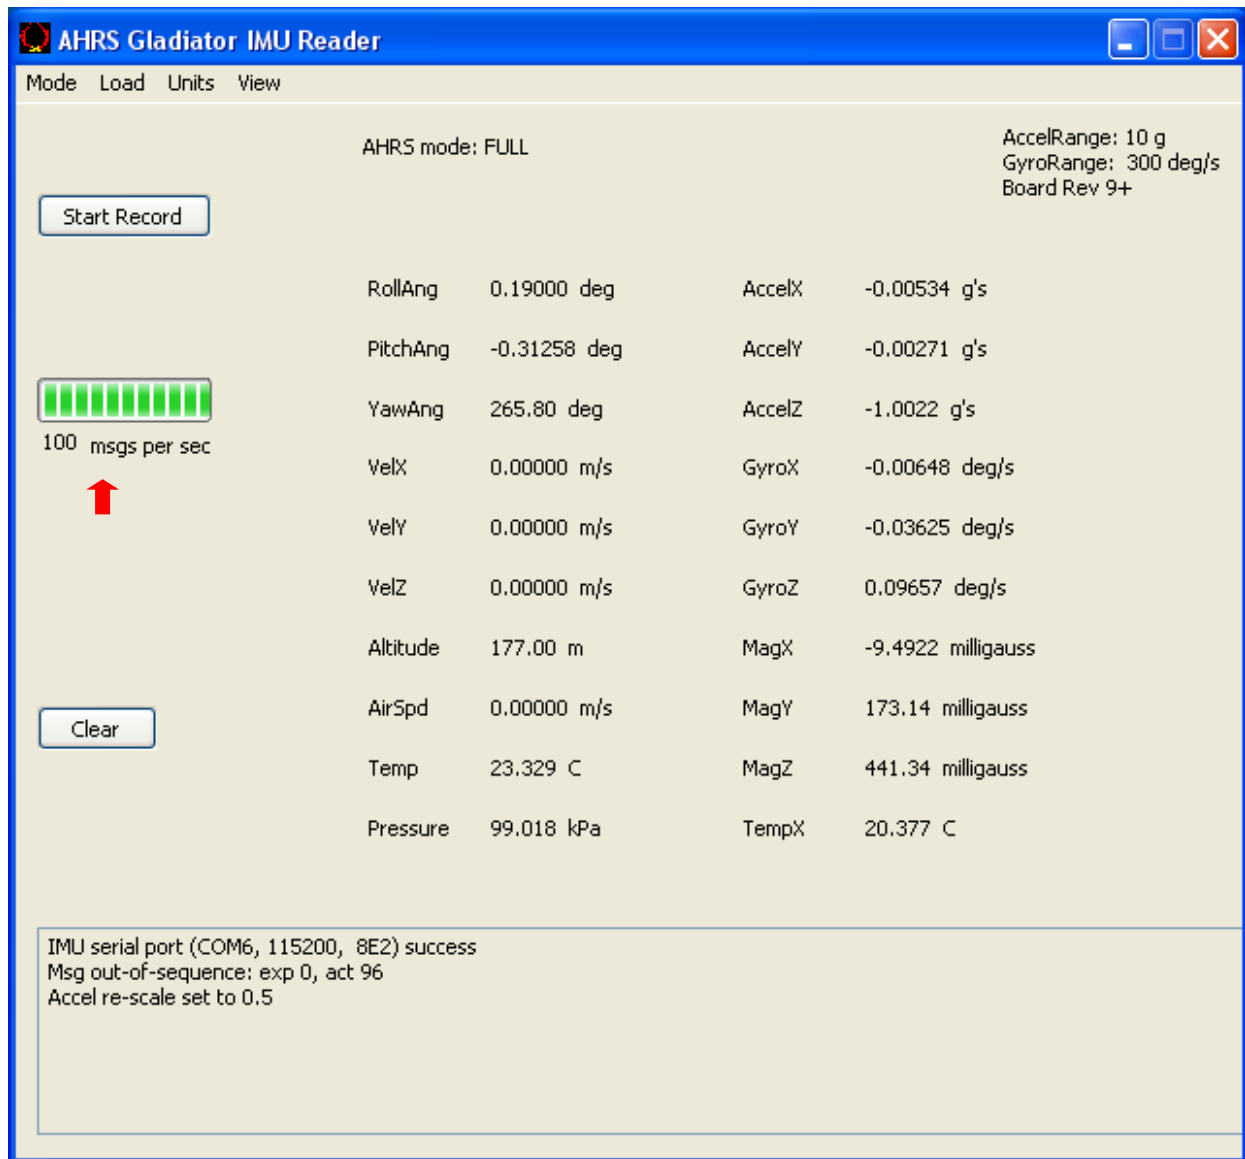 AHRS Gladiator IMU Reader
Mode Load Units View
AHRS mode: FULL
AccelRange: 10 g
GyroRange: 300 deg/s
Board Rev 9+
Start Record
RollAng 0.19000 deg AccelX -0.00534 g's
PitchAng -0.31258 deg AccelY -0.00271 g's
YawAng 265.80 deg AccelZ -1.0022 g's
100 msgs per sec
VelX 0.00000 m/s GyroX -0.00648 deg/s
VelY 0.00000 m/s GyroY -0.03625 deg/s
VelZ 0.00000 m/s GyroZ 0.09657 deg/s
Altitude 177.00 m MagX -9.4922 milligauss
AirSpd 0.00000 m/s MagY 173.14 milligauss
Clear
Temp 23.329 C MagZ 441.34 milligauss
Pressure 99.018 kPa TempX 20.377 C
IMU serial port (COM6, 115200, 8E2) success
Msg out-of-sequence: exp 0, act 96
Accel re-scale set to 0.5